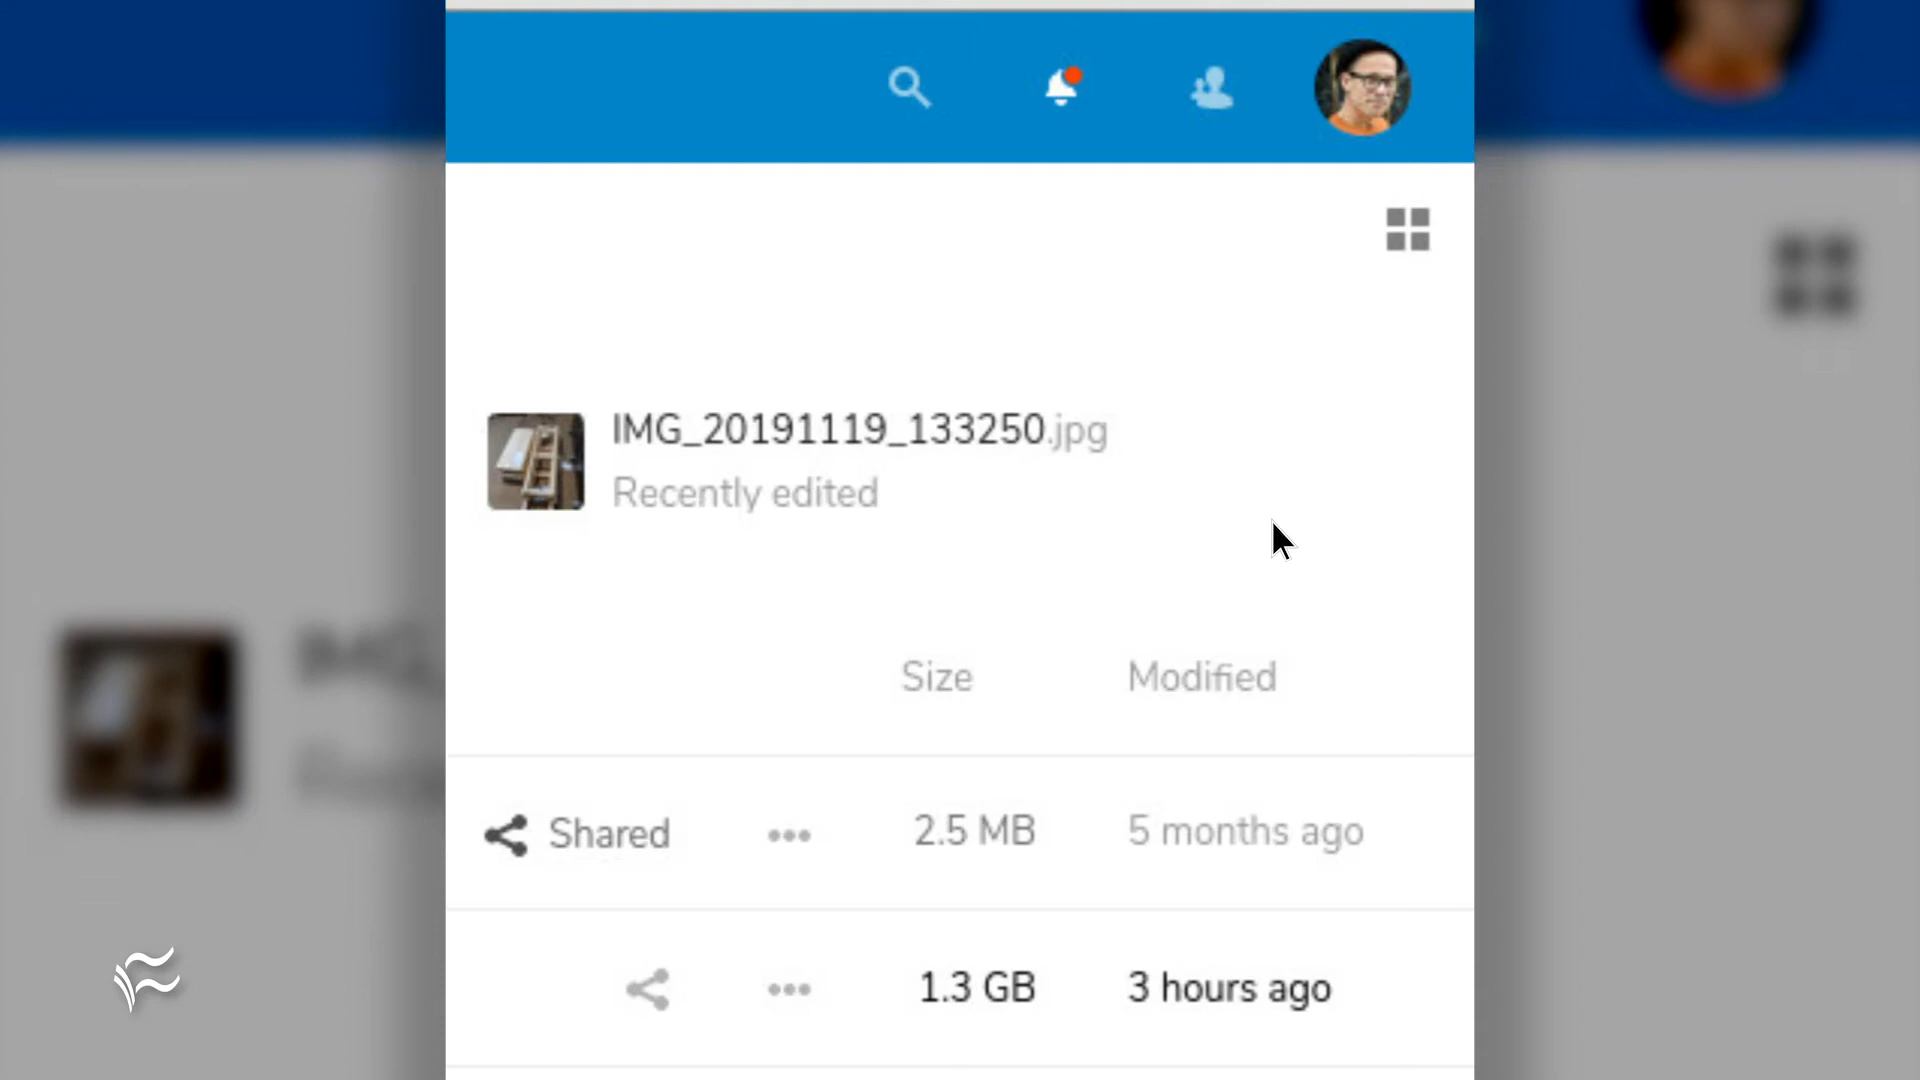 IMG_20191119_133250.jpg
Recently edited
Size Modified
Shared 2.5 MB 5 months ago
1.3 GB 3 hours ago